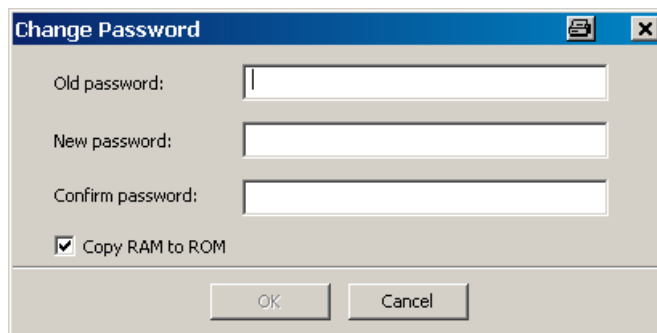 Change Password
Old password:
New password:
Confirm password:
Copy RAM to ROM
OK Cancel